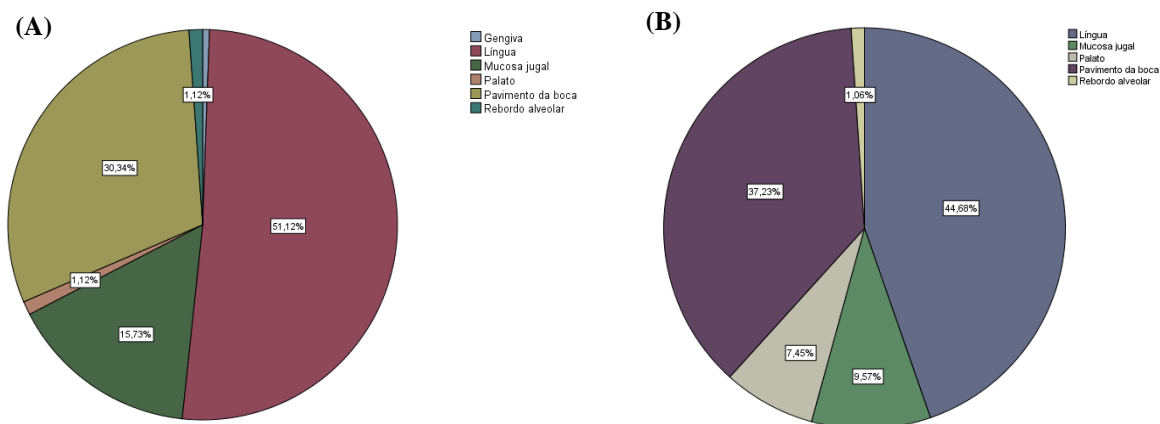 (A)
Gengiva
Língua
Mucosa jugal
Palato
Pavimento da boca
Rebordo alveolar
1,12%
30,34%
51,12%
1,12%
15,73%
(B)
Língua
Mucosa jugal
Palato
Pavimento da boca
Rebordo alveolar
1,06%
37,23%
44,68%
7,45%
9,57%